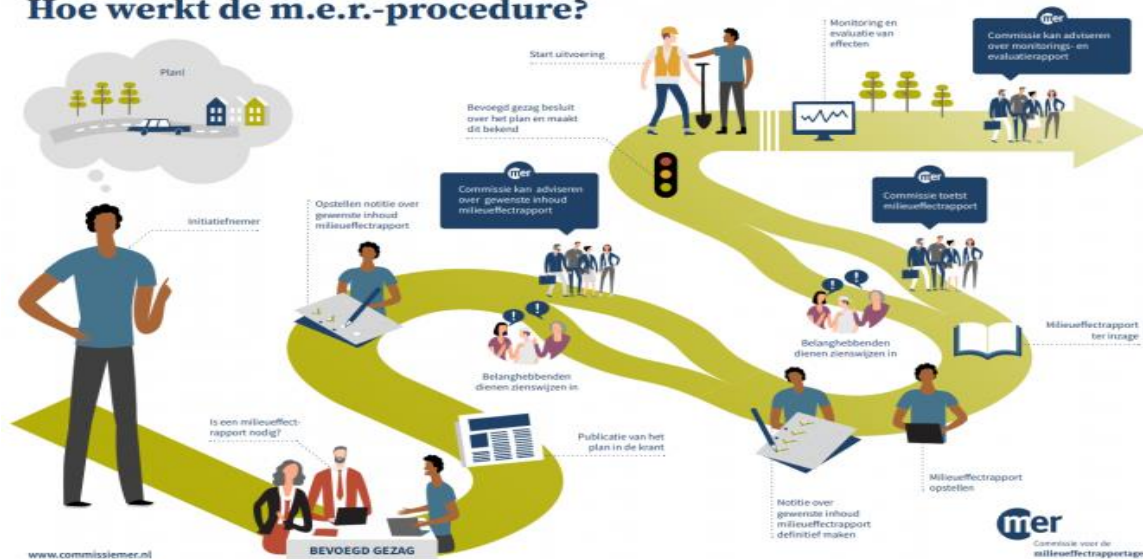 Hoe werkt de m.e.r.-procedure?
Plan!
Initiatiefnemer
Is een milieueffect-
rapport nodig?
BEVOEGD GEZAG
Publicatie van het
plan in de krant
Opstellen notitie over
gewenste inhoud
milieueffectrapport
mer
Commissie kan adviseren
over gewenste inhoud
milieueffectrapport
Belanghebbenden
dienen zienswijzen in
Notitie over
gewenste inhoud
milieueffectrapport
definitief maken
Milieueffectrapport
opstellen
Milieueffectrapport
ter inzage
mer
Commissie toetst
milieueffectrapport
Belanghebbenden
dienen zienswijzen in
Bevoegd gezag besluit
over het plan en maakt
dit bekend
Start uitvoering
Monitoring en
evaluatie van
effecten
mer
Commissie kan adviseren
over monitorings- en
evaluatierapport
www.commissiemer.nl
mer
Commissie voor de
milieueffectrapportage